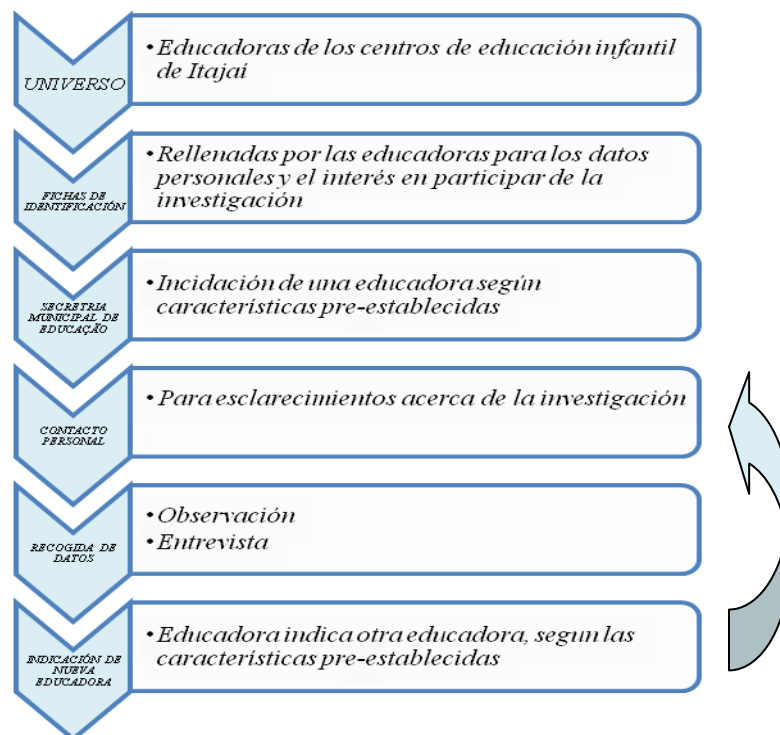 UNIVERSO
• Educadoras de los centros de educación infantil
de Itajaí
FICHAS DE
IDENTIFICACIÓN
• Rellenadas por las educadoras para los datos
personales y el interés en participar de la
investigación
SECRETRIA
MUNICIPAL DE
EDUCAÇÃO
• Incidación de una educadora según
características pre-establecidas
CONTACTO
PERSONAL
• Para esclarecimientos acerca de la investigación
RECOGIDA DE
DATOS
• Observación
• Entrevista
INDICACIÓN DE
NUEVA
EDUCADORA
• Educadora indica otra educadora, segun las
características pre-establecidas